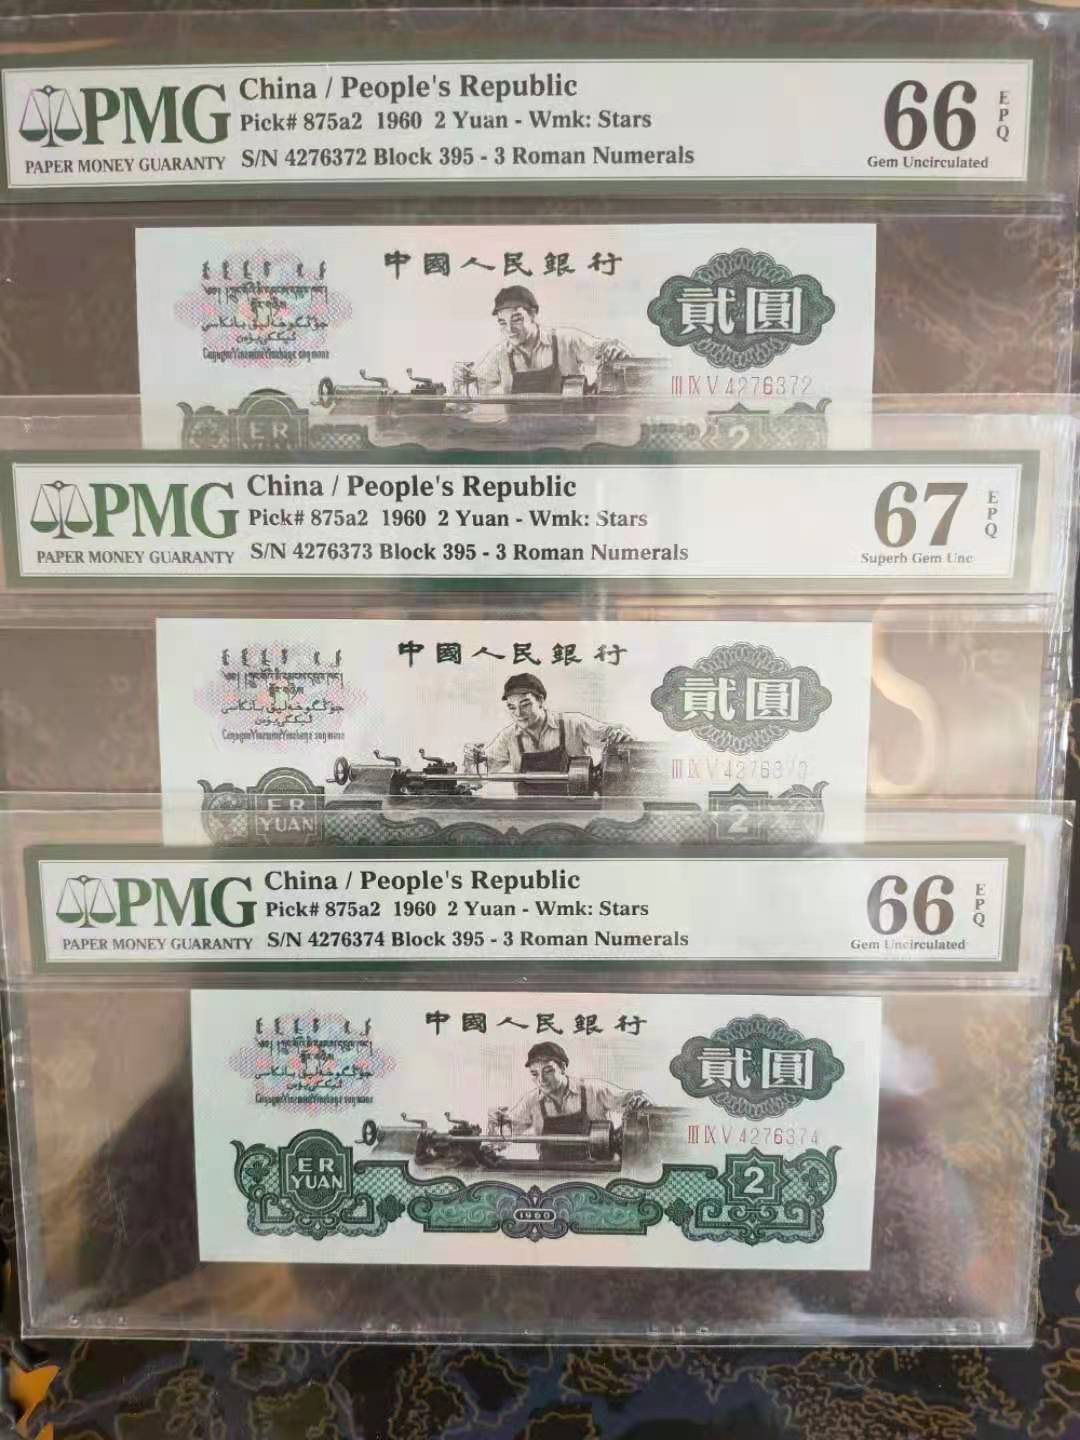 PMG
PAPER MONEY GUARANTY
China / People's Republic
Pick# 875a2 1960 2 Yuan - Wmk: Stars
S/N 4276372 Block 395 - 3 Roman Numerals
66
EPQ
Gem Uncirculated
中國人民銀行
貳圓
III IX V 4276372
ER
2
PMG
PAPER MONEY GUARANTY
China / People's Republic
Pick# 875a2 1960 2 Yuan - Wmk: Stars
S/N 4276373 Block 395 - 3 Roman Numerals
67
EPQ
Superb Gem Unc
中國人民銀行
貳圓
III IX V 4276373
ER
YUAN
2
PMG
PAPER MONEY GUARANTY
China / People's Republic
Pick# 875a2 1960 2 Yuan - Wmk: Stars
S/N 4276374 Block 395 - 3 Roman Numerals
66
EPQ
Gem Uncirculated
中國人民銀行
貳圓
III IX V 4276374
ER
YUAN
1960
2